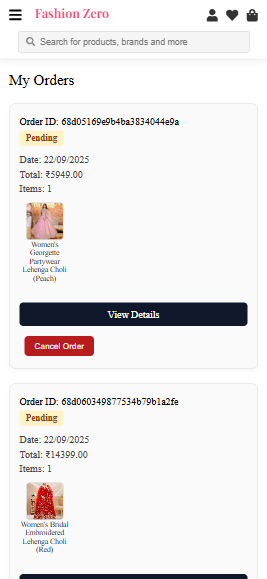 Fashion Zero
Search for products, brands and more
My Orders
Order ID: 68d05169e9b4ba3834044e9a
Pending
Date: 22/09/2025
Total: ₹5949.00
Items: 1
Women's
Georgette
Partywear
Lehenga Choli
(Peach)
View Details
Cancel Order
Order ID: 68d060349877534b79b1a2fe
Pending
Date: 22/09/2025
Total: ₹14399.00
Items: 1
Women's Bridal
Embroidered
Lehenga Choli
(Red)